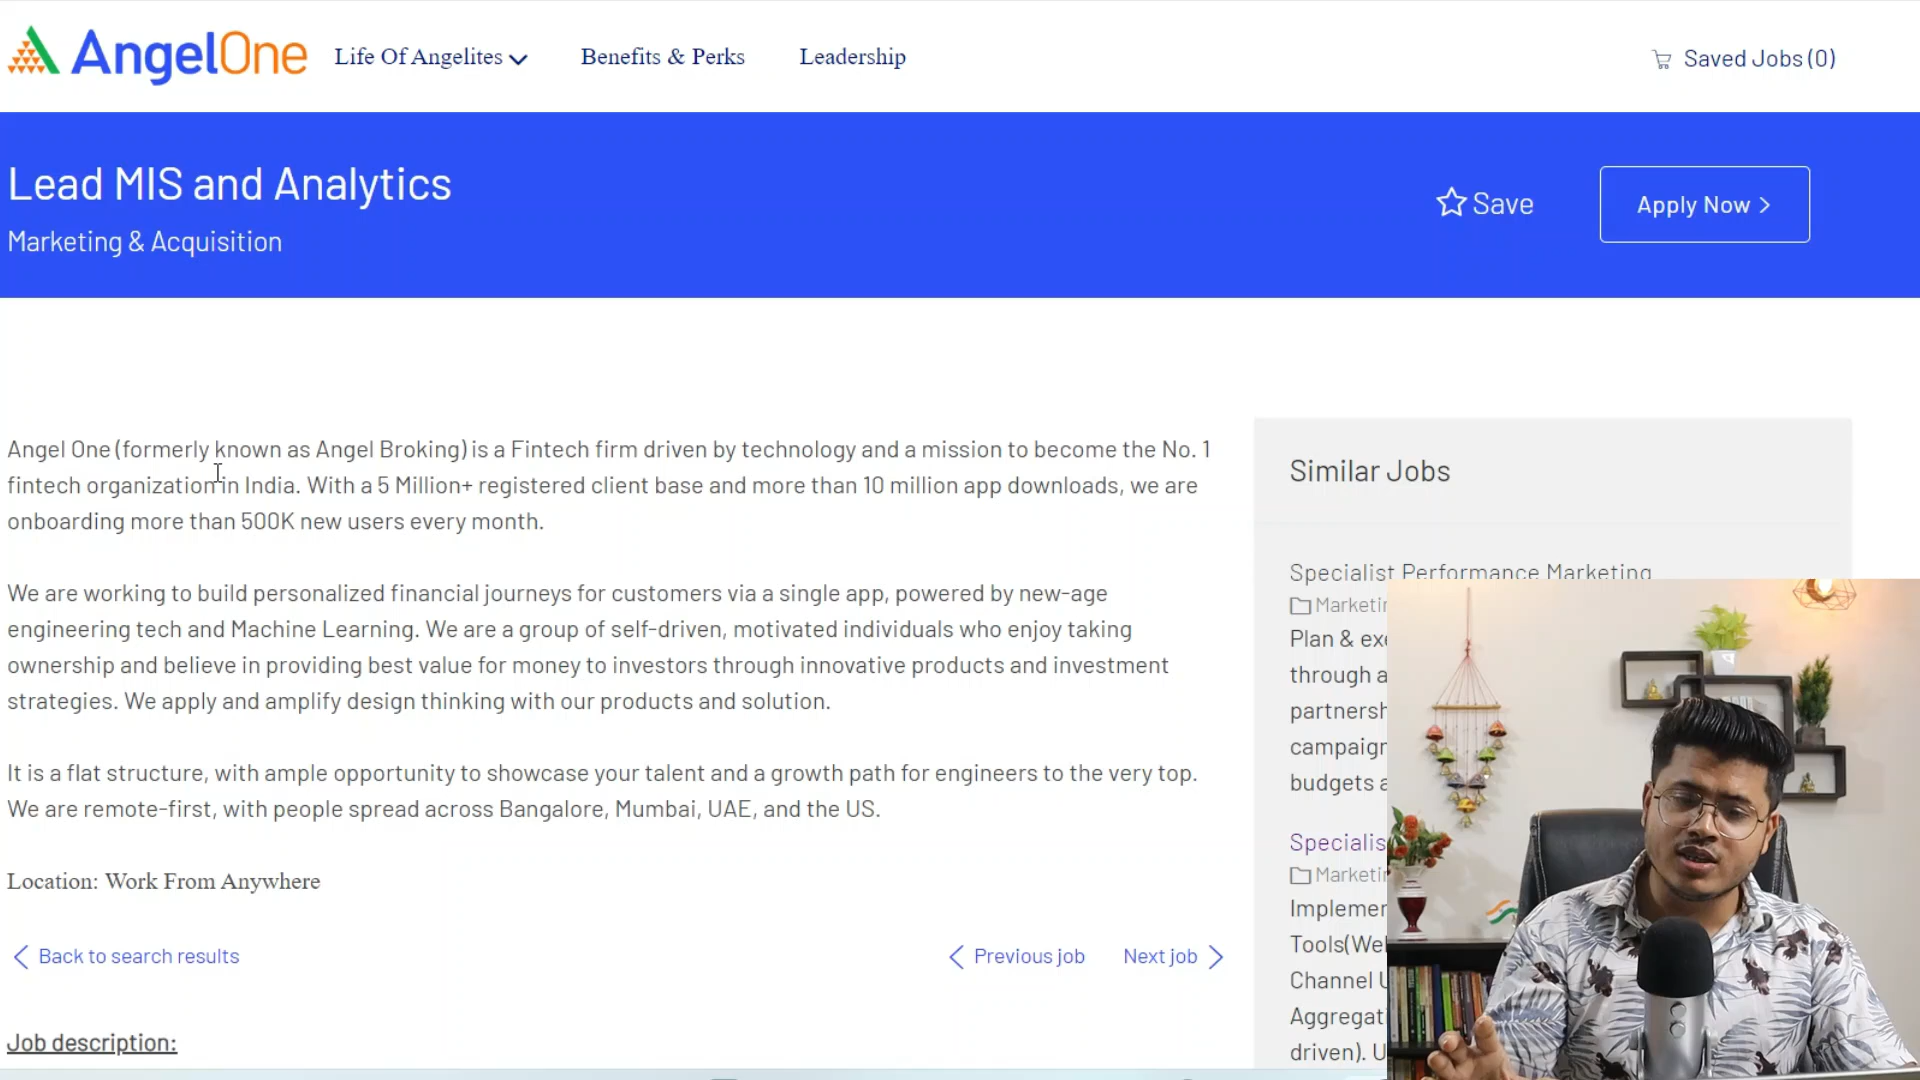 AngelOne
Life Of Angelites
Benefits & Perks
Leadership
Saved Jobs (0)
Lead MIS and Analytics
Marketing & Acquisition
Save
Apply Now >
Angel One (formerly known as Angel Broking) is a Fintech firm driven by technology and a mission to become the No. 1
fintech organization in India. With a 5 Million+ registered client base and more than 10 million app downloads, we are
onboarding more than 500K new users every month.
We are working to build personalized financial journeys for customers via a single app, powered by new-age
engineering tech and Machine Learning. We are a group of self-driven, motivated individuals who enjoy taking
ownership and believe in providing best value for money to investors through innovative products and investment
strategies. We apply and amplify design thinking with our products and solution.
It is a flat structure, with ample opportunity to showcase your talent and a growth path for engineers to the very top.
We are remote-first, with people spread across Bangalore, Mumbai, UAE, and the US.
Location: Work From Anywhere
Back to search results
Previous job
Next job
Job description:
Similar Jobs
Specialist Performance Marketing
Plan &
through
budgets
Channel
driven).